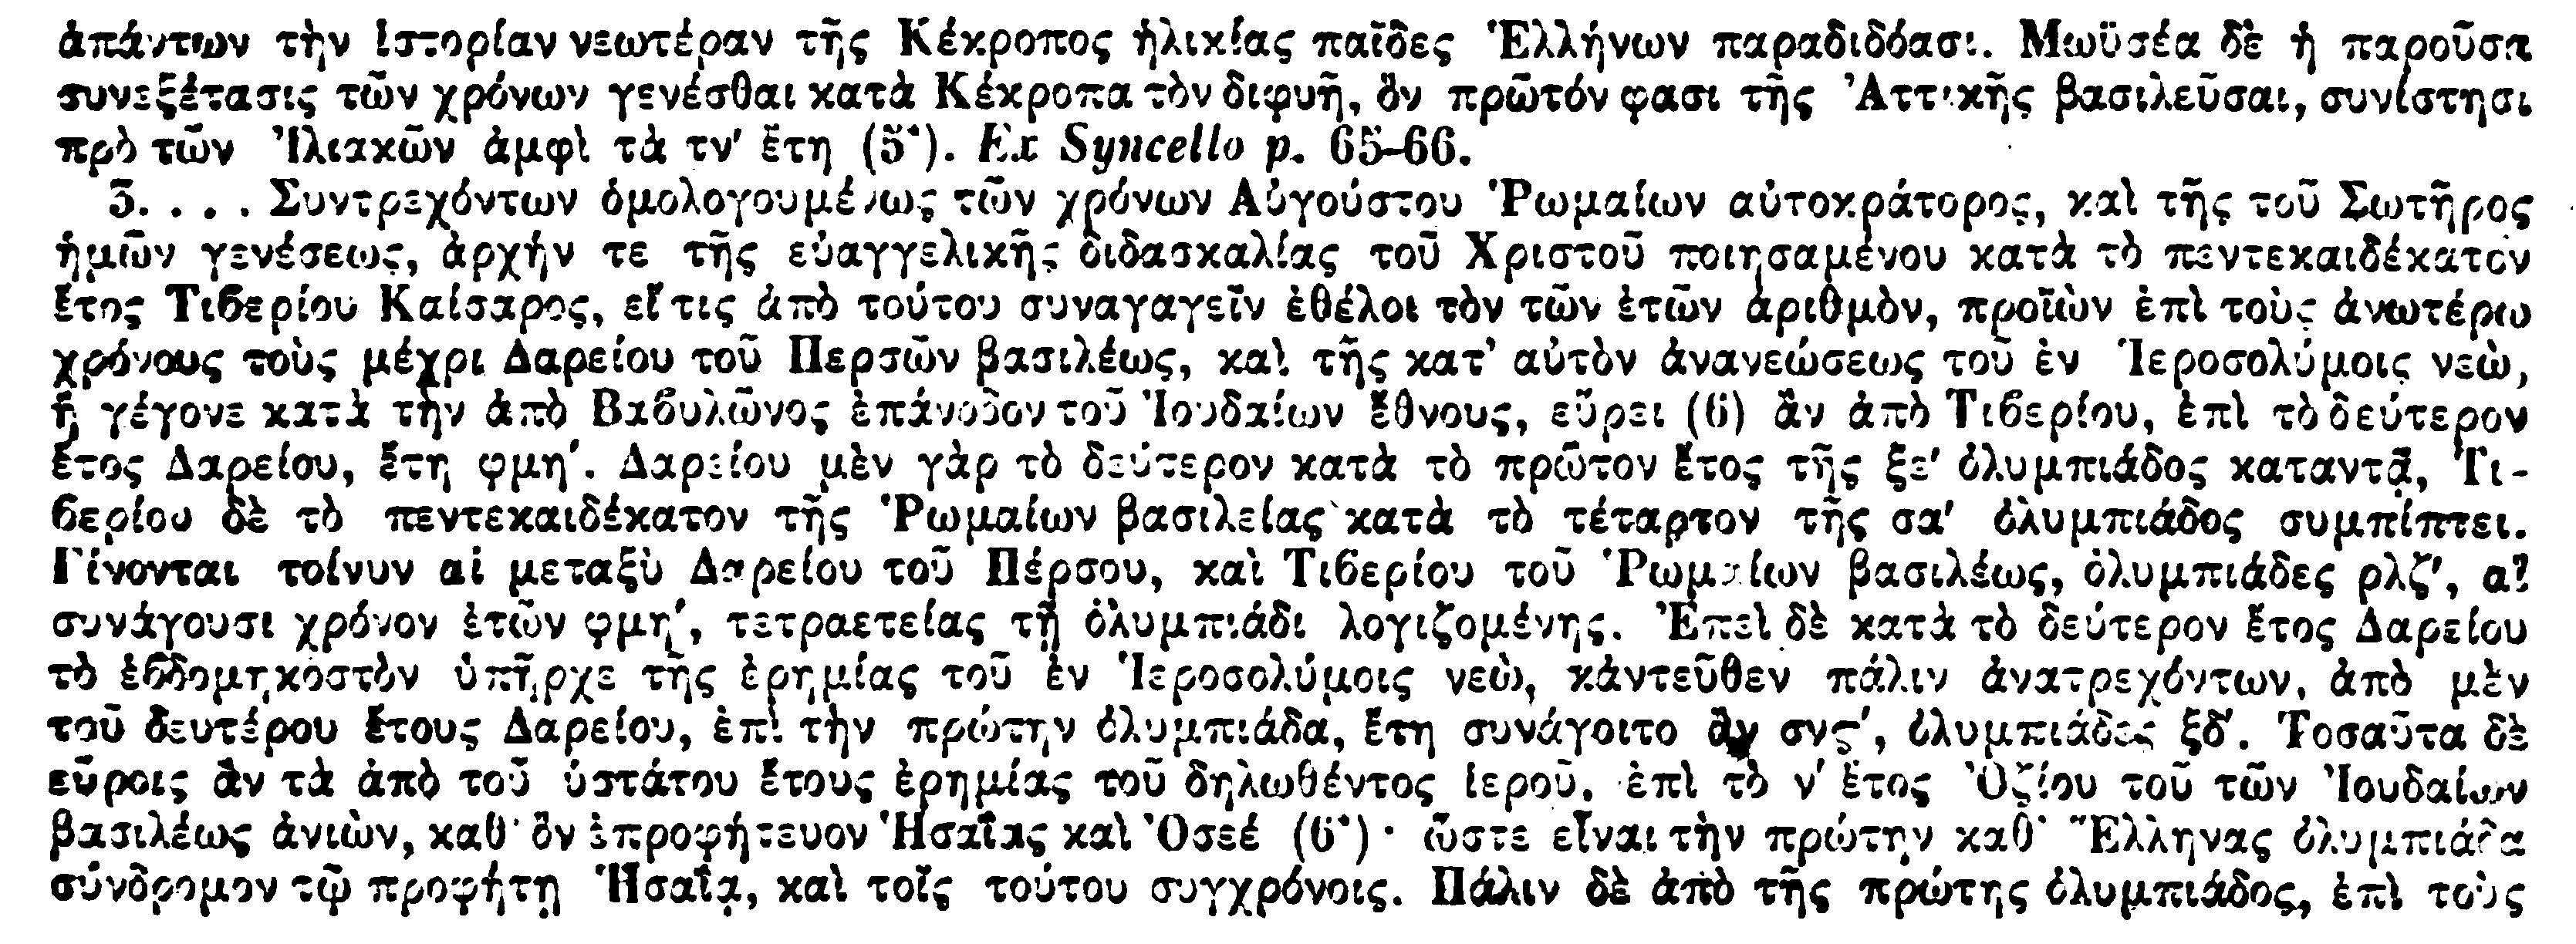 ἁπάντων τὴν ἱστορίαν νεωτέραν τῆς Κέκροπος ἡλικίας παῖδες Ἑλλήνων παραδιδόασι. Μωϋσέα δὲ ἡ παροῦσα
συνεξέτασις τῶν χρόνων γενέσθαι κατὰ Κέκροπα τὸν διφυῆ, ὃν πρῶτόν φασι τῆς Ἀττικῆς βασιλεῦσαι, συνίστησι
πρὸ τῶν Ἰλιακῶν ἀμφὶ τὰ τν′ ἔτη (5*). Ex Syncello p. 65-66.
5. . . . Συντρεχόντων ὁμολογουμένως τῶν χρόνων Αὐγούστου Ῥωμαίων αὐτοκράτορος, καὶ τῆς τοῦ Σωτῆρος
ἡμῶν γενέσεως, ἀρχήν τε τῆς εὐαγγελικῆς διδασκαλίας τοῦ Χριστοῦ ποιησαμένου κατὰ τὸ πεντεκαιδέκατον
ἔτος Τιβερίου Καίσαρος, εἴ τις ἀπὸ τούτου συναγαγεῖν ἐθέλοι τὸν τῶν ἐτῶν ἀριθμὸν, προϊὼν ἐπὶ τοὺς ἀνωτέρω
χρόνους τοὺς μέχρι Δαρείου τοῦ Περσῶν βασιλέως, καὶ τῆς κατ' αὐτὸν ἀνανεώσεως τοῦ ἐν Ἱεροσολύμοις νεὼ,
ἣ γέγονε κατὰ τὴν ἀπὸ Βαβυλῶνος ἐπάνοδον τοῦ Ἰουδαίων ἔθνους, εὕρει (6) ἂν ἀπὸ Τιβερίου, ἐπὶ τὸ δεύτερον
ἔτος Δαρείου, ἔτη φμη′. Δαρείου μὲν γὰρ τὸ δεύτερον κατὰ τὸ πρῶτον ἔτος τῆς ξε′ ὀλυμπιάδος καταντᾷ, Τι-
βερίου δὲ τὸ πεντεκαιδέκατον τῆς Ῥωμαίων βασιλείας κατὰ τὸ τέταρτον τῆς σα′ ὀλυμπιάδος συμπίπτει.
Γίνονται τοίνυν αἱ μεταξὺ Δαρείου τοῦ Πέρσου, καὶ Τιβερίου τοῦ Ῥωμαίων βασιλέως, ὀλυμπιάδες ρλζ′, αἳ
συνάγουσι χρόνον ἐτῶν φμη′, τετραετείας τῇ ὀλυμπιάδι λογιζομένης. Ἐπεὶ δὲ κατὰ τὸ δεύτερον ἔτος Δαρείου
τὸ ἑβδομηκοστὸν ὑπῆρχε τῆς ἐρημίας τοῦ ἐν Ἱεροσολύμοις νεὼ, κἀντεῦθεν πάλιν ἀνατρεχόντων, ἀπὸ μὲν
τοῦ δευτέρου ἔτους Δαρείου, ἐπὶ τὴν πρώτην ὀλυμπιάδα, ἔτη συνάγοιτο ἂν σνς′, ὀλυμπιάδες ξδ′. Τοσαῦτα δὲ
εὕροις ἂν τὰ ἀπὸ τοῦ ὑστάτου ἔτους ἐρημίας τοῦ δηλωθέντος ἱεροῦ, ἐπὶ τὸ ν′ ἔτος Ὀζίου τοῦ τῶν Ἰουδαίων
βασιλέως ἀνιὼν, καθ' ὃν ἐπροφήτευον Ἡσαΐας καὶ Ὀσεέ (6*) · ὥστε εἶναι τὴν πρώτην καθ' Ἕλληνας ὀλυμπιάδα
σύνδρομον τῷ προφήτῃ Ἡσαΐᾳ, καὶ τοῖς τούτου συγχρόνοις. Πάλιν δὲ ἀπὸ τῆς πρώτης ὀλυμπιάδος, ἐπὶ τοὺς